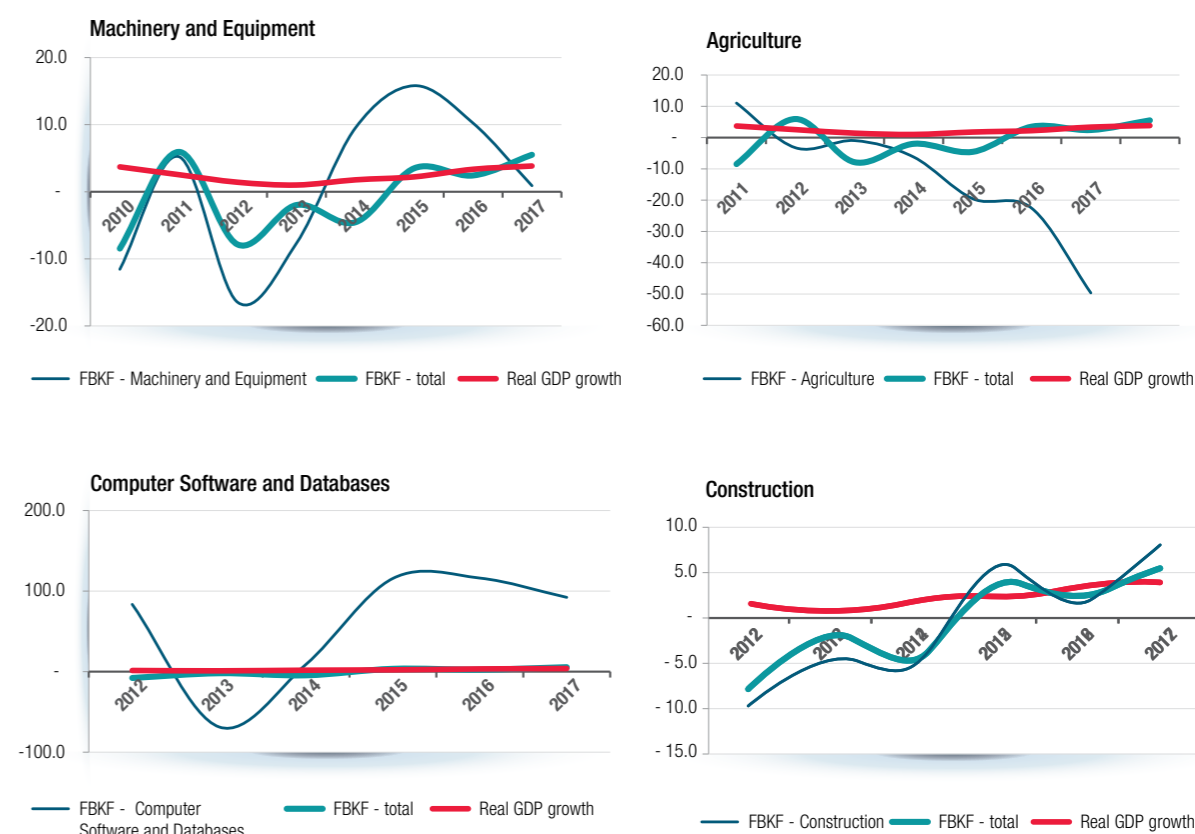 Machinery and Equipment
20.0
10.0
-
-10.0
-20.0
2010 2011 2012 2013 2014 2015 2016 2017
FBKF - Machinery and Equipment FBKF - total Real GDP growth
Agriculture
20.0
10.0
-
-10.0
-20.0
-30.0
-40.0
-50.0
-60.0
2011 2012 2013 2014 2015 2016 2017
FBKF - Agriculture FBKF - total Real GDP growth
Computer Software and Databases
200.0
100.0
-
-100.0
2012 2013 2014 2015 2016 2017
FBKF - Computer FBKF - total Real GDP growth
Software and Databases
Construction
10.0
5.0
-
- 5.0
- 10.0
- 15.0
FBKF - Construction FBKF - total Real GDP growth